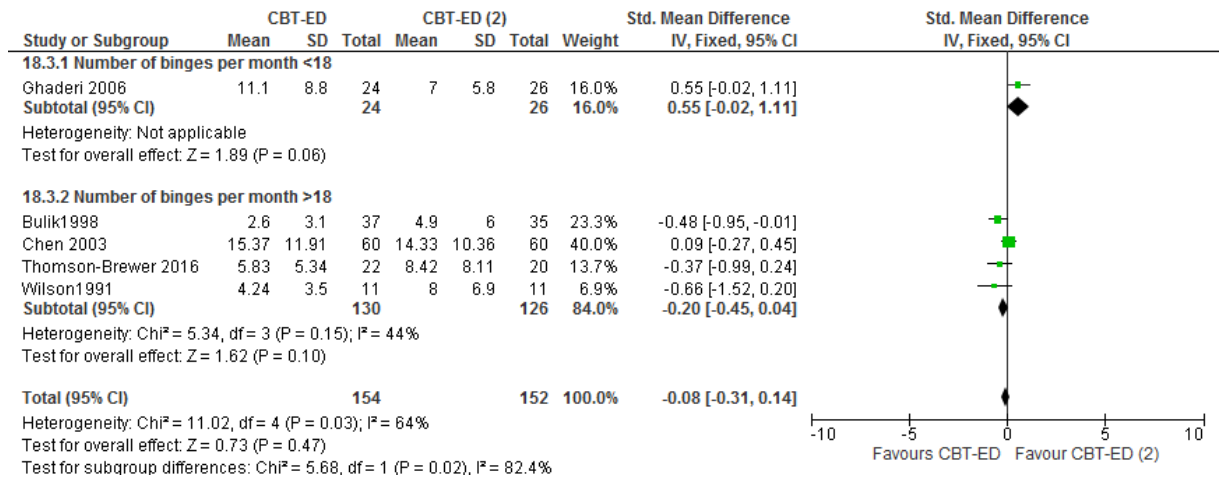 CBT-ED CBT-ED (2) Std. Mean Difference Std. Mean Difference
Study or Subgroup Mean SD Total Mean SD Total Weight IV, Fixed, 95% CI IV, Fixed, 95% CI
18.3.1 Number of binges per month <18
Ghaderi 2006 11.1 8.8 24 7 5.8 26 16.0% 0.55 [-0.02, 1.11]
Subtotal (95% CI) 24 26 16.0% 0.55 [-0.02, 1.11]
Heterogeneity: Not applicable
Test for overall effect: Z = 1.89 (P = 0.06)
18.3.2 Number of binges per month >18
Bulik1998 2.6 3.1 37 4.9 6 35 23.3% -0.48 [-0.95, -0.01]
Chen 2003 15.37 11.91 60 14.33 10.36 60 40.0% 0.09 [-0.27, 0.45]
Thomson-Brewer 2016 5.83 5.34 22 8.42 8.11 20 13.7% -0.37 [-0.99, 0.24]
Wilson1991 4.24 3.5 11 8 6.9 11 6.9% -0.66 [-1.52, 0.20]
Subtotal (95% CI) 130 126 84.0% -0.20 [-0.45, 0.04]
Heterogeneity: Chi² = 5.34, df = 3 (P = 0.15); I² = 44%
Test for overall effect: Z = 1.62 (P = 0.10)
Total (95% CI) 154 152 100.0% -0.08 [-0.31, 0.14]
Heterogeneity: Chi² = 11.02, df = 4 (P = 0.03); I² = 64%
Test for overall effect: Z = 0.73 (P = 0.47)
Test for subgroup differences: Chi² = 5.68, df = 1 (P = 0.02), I² = 82.4%
-10 -5 0 5 10
Favours CBT-ED Favour CBT-ED (2)